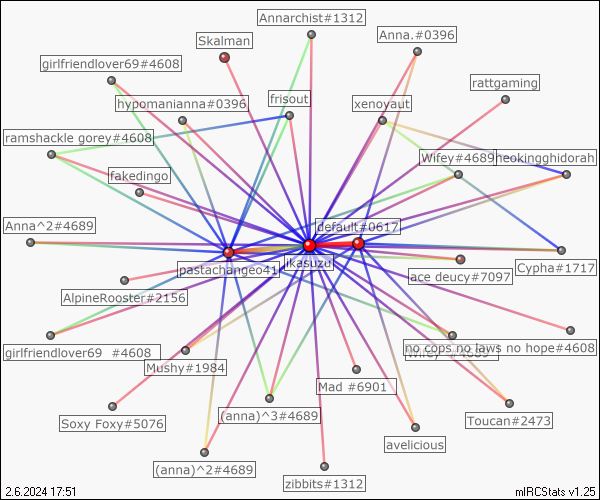 Annarchist#1312
Anna.#0396
Skalman
girlfriendlover69#4608
rattgaming
frisout
hypomanianna#0396
xenoyaut
ramshackle gorey#4608
Wifey#4689
heokingghidorah
fakedingo
default#0617
Anna^2#4689
ikasuzu
pastachangeo41
Cypha#1717
ace deucy#7097
AlpineRooster#2156
no cops no laws no hope#4608
girlfriendlover69 #4608
Mushy#1984
Mad #6901
(anna)^3#4689
Toucan#2473
Soxy Foxy#5076
avelicious
(anna)^2#4689
zibbits#1312
2.6.2024 17:51
mIRCStats v1.25